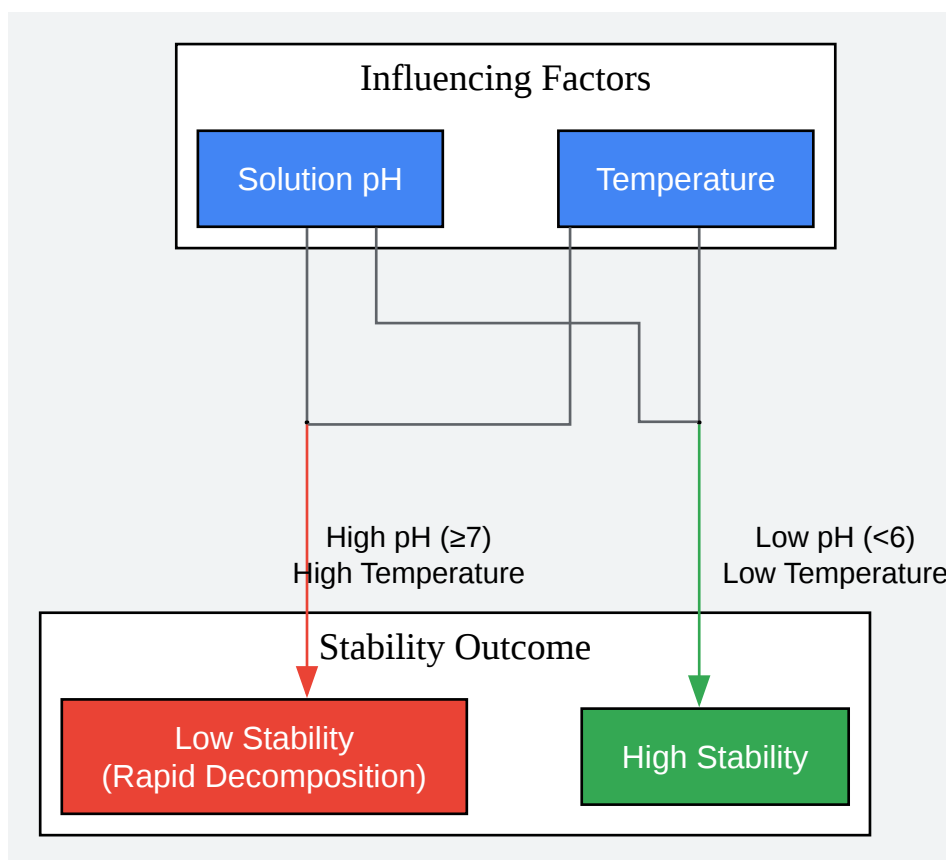 Influencing Factors
Solution pH
Temperature
High pH (≥7)
High Temperature
Low pH (<6)
Low Temperature
Stability Outcome
Low Stability
(Rapid Decomposition)
High Stability